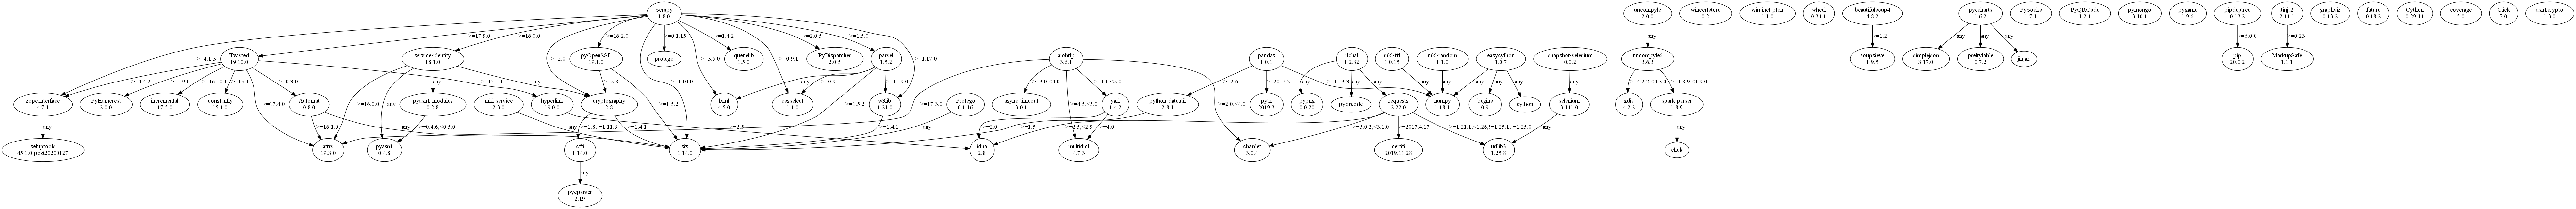 Scrapy
1.8.0
uncompyle
2.0.0
wincertstore
0.2
win-inet-pton
1.1.0
wheel
0.34.1
beautifulsoup4
4.8.2
pyecharts
1.6.2
PySocks
1.7.1
PyQRCode
1.2.1
pymongo
3.10.1
pygame
1.9.6
pipdeptree
0.13.2
Jinja2
2.11.1
graphviz
0.13.2
future
0.18.2
Cython
0.29.14
coverage
5.0
Click
7.0
asn1crypto
1.3.0
>=17.9.0
>=16.0.0
>=16.2.0
>=0.1.15
>=1.4.2
>=2.0.5
>=1.5.0
any
>=1.2
any
any
any
>=6.0.0
>=0.23
>=4.1.3
Twisted
19.10.0
service-identity
18.1.0
pyOpenSSL
19.1.0
>=2.0
protego
>=3.5.0
queuelib
1.5.0
>=0.9.1
PyDispatcher
2.0.5
parsel
1.5.2
>=1.17.0
aiohttp
3.6.1
pandas
1.0.1
itchat
1.2.32
mkl-fft
1.0.15
mkl-random
1.1.0
easycython
1.0.7
snapshot-selenium
0.0.2
uncompyle6
3.6.3
soupsieve
1.9.5
simplejson
3.17.0
prettytable
0.7.2
jinja2
pip
20.0.2
MarkupSafe
1.1.1
>=4.4.2
>=1.9.0
>=16.10.1
>=15.1
>=0.3.0
>=17.1.1
any
any
any
>=2.8
>=1.10.0
any
>=0.9
>=1.19.0
>=3.0,<4.0
>=1.0,<2.0
>=2.6.1
>=2017.2
>=1.13.3
any
any
any
any
any
any
any
any
any
>=4.2.2,<4.3.0
>=1.8.9,<1.9.0
zope.interface
4.7.1
PyHamcrest
2.0.0
incremental
17.5.0
constantly
15.1.0
>=17.4.0
Automat
0.8.0
>=16.0.0
any
pyasn1-modules
0.2.8
mkl-service
2.3.0
hyperlink
19.0.0
cryptography
2.8
>=1.5.2
>=1.5.2
lxml
4.5.0
cssselect
1.1.0
w3lib
1.21.0
Protego
0.1.16
>=17.3.0
async-timeout
3.0.1
>=4.5,<5.0
yarl
1.4.2
python-dateutil
2.8.1
>=2.0,<4.0
pytz
2019.3
pypng
0.0.20
pyqrcode
requests
2.22.0
numpy
1.18.1
begins
0.9
cython
selenium
3.141.0
xdis
4.2.2
spark-parser
1.8.9
any
>=16.1.0
any
>=0.4.6,<0.5.0
any
>=2.5
>=1.8,!=1.11.3
>=1.4.1
>=1.4.1
any
>=2.0
>=1.5
>=2.5,<2.9
>=4.0
>=3.0.2,<3.1.0
>=2017.4.17
>=1.21.1,<1.26,!=1.25.1,!=1.25.0
any
any
setuptools
45.1.0.post20200127
attrs
19.3.0
pyasn1
0.4.8
cffi
1.14.0
six
1.14.0
idna
2.8
multidict
4.7.3
chardet
3.0.4
certifi
2019.11.28
urllib3
1.25.8
click
any
pycparser
2.19